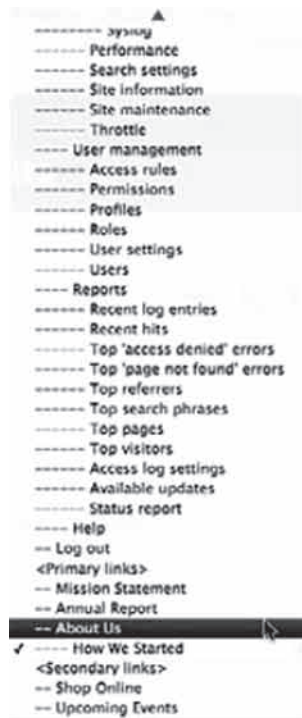 -------- Syslog
------ Performance
------ Search settings
------ Site information
------ Site maintenance
------ Throttle
---- User management
------ Access rules
------ Permissions
------ Profiles
------ Roles
------ User settings
------ Users
---- Reports
------ Recent log entries
------ Recent hits
------ Top 'access denied' errors
------ Top 'page not found' errors
------ Top referrers
------ Top search phrases
------ Top pages
------ Top visitors
------ Access log settings
------ Available updates
------ Status report
---- Help
-- Log out
<Primary links>
-- Mission Statement
-- Annual Report
-- About Us
✓ ---- How We Started
<Secondary links>
-- Shop Online
-- Upcoming Events